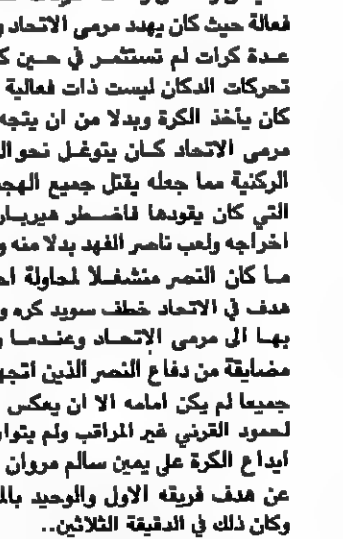 فعالة حيث كان يهدد مرمى الاتحاد و
عدة كرات لم تستثمر في حين ك
تحركات الدكان ليست ذات فعالية
كان يأخذ الكرة وبدلا من ان يتجه
مرمى الاتحاد كان يتوغل نحو ال
الركنية مما جعله يقتل جميع الهج
التي كان يقودها فاضطر هيريار
اخراجه ولعب ناصر الفهد بدلا منه و
ما كان النصر منشغلاً لمحاولة اح
هدف في الاتحاد خطف سويد كره و
بها الى مرمى الاتحاد وعندما
مضايقة من دفاع النصر الذين اتجه
جميعا لم يكن أمامه الا ان يعكس
لحمود القرني غير المراقب ولم يتوا
ايداع الكرة على يمين سالم مروان
عن هدف فريقه الاول والوحيد بالم
وكان ذلك في الدقيقة الثلاثين..